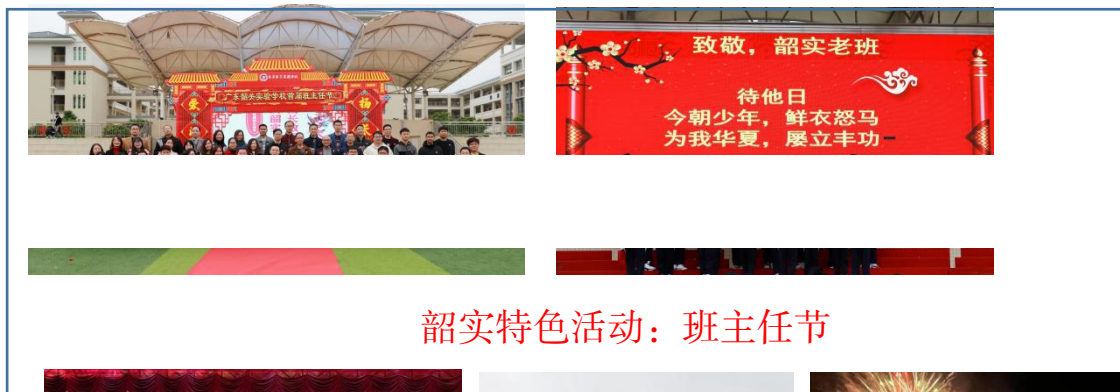 广东韶关实验学校首届班主任节
致敬，韶实老班
待他日
今朝少年，鲜衣怒马
为我华夏，屡立丰功
韶实特色活动：班主任节